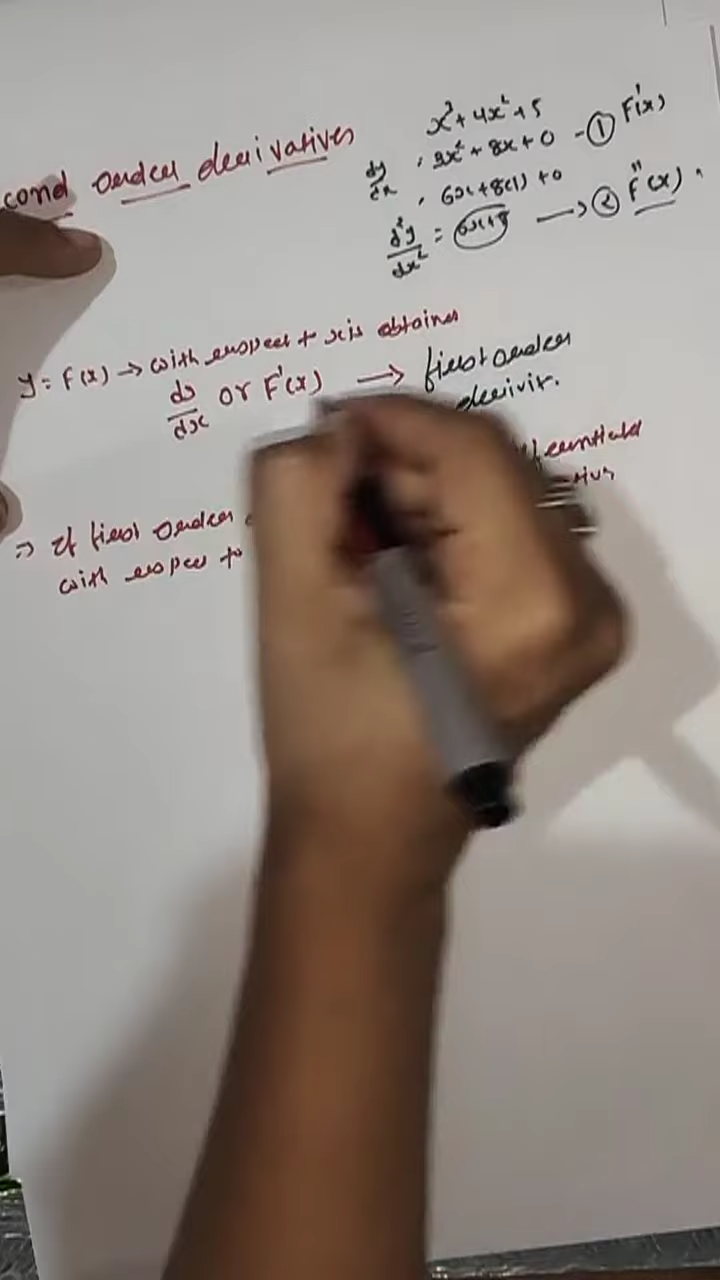 cond order derivatives
x³ + 4x² + 5
dy/dx , 3x² + 8x + 0 - ① F'(x)
, 6x + 8(1) + 0
d²y/dx² = 6x+8 → ② F''(x)
y = f(x) → with respect to x is obtained
dy/dx or F'(x) → first order
derivit.
=> If first order
with respect to